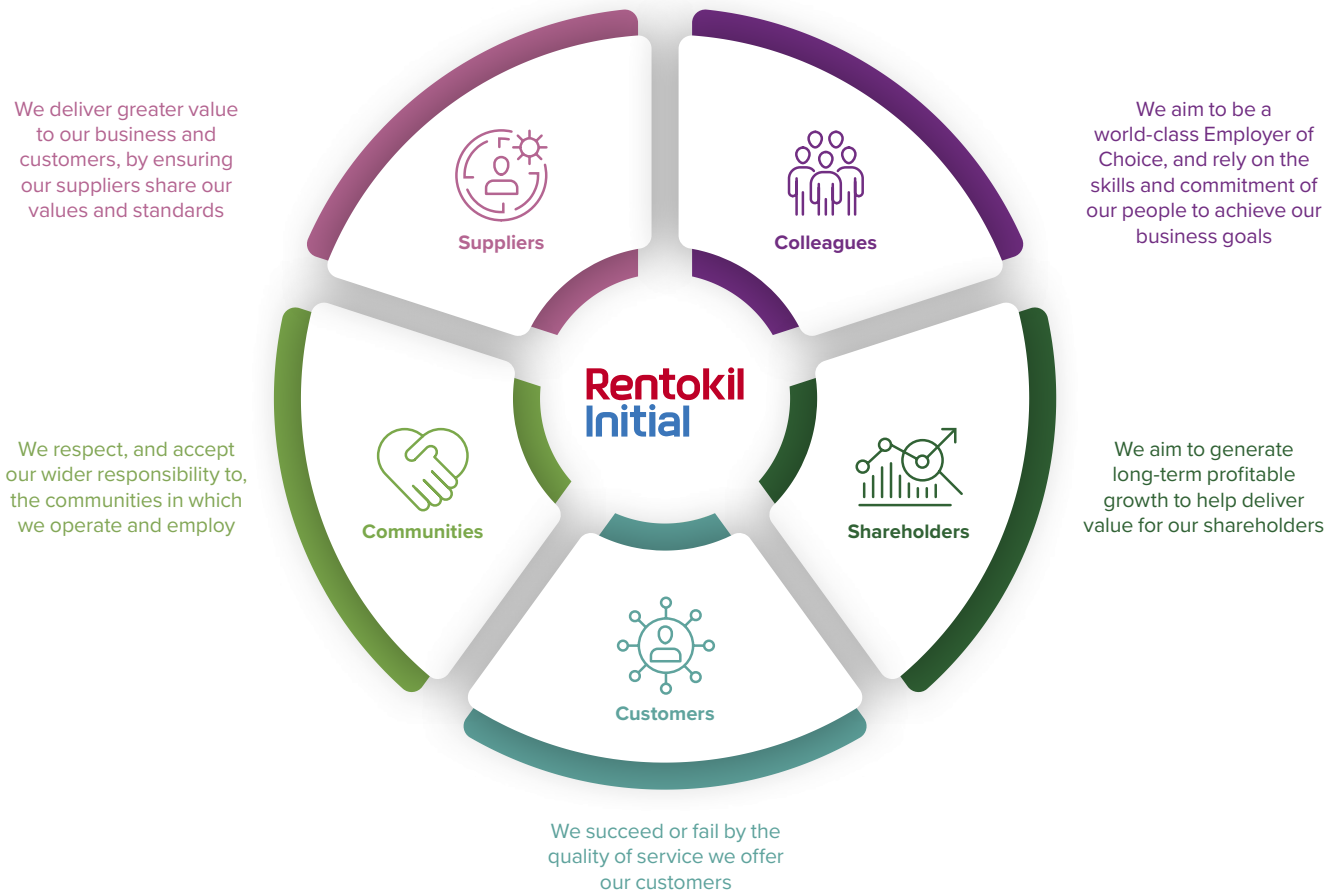 We deliver greater value
to our business and
customers, by ensuring
our suppliers share our
values and standards
Suppliers
Colleagues
We aim to be a
world-class Employer of
Choice, and rely on the
skills and commitment of
our people to achieve our
business goals
Rentokil
Initial
We respect, and accept
our wider responsibility to,
the communities in which
we operate and employ
Communities
Shareholders
We aim to generate
long-term profitable
growth to help deliver
value for our shareholders
Customers
We succeed or fail by the
quality of service we offer
our customers